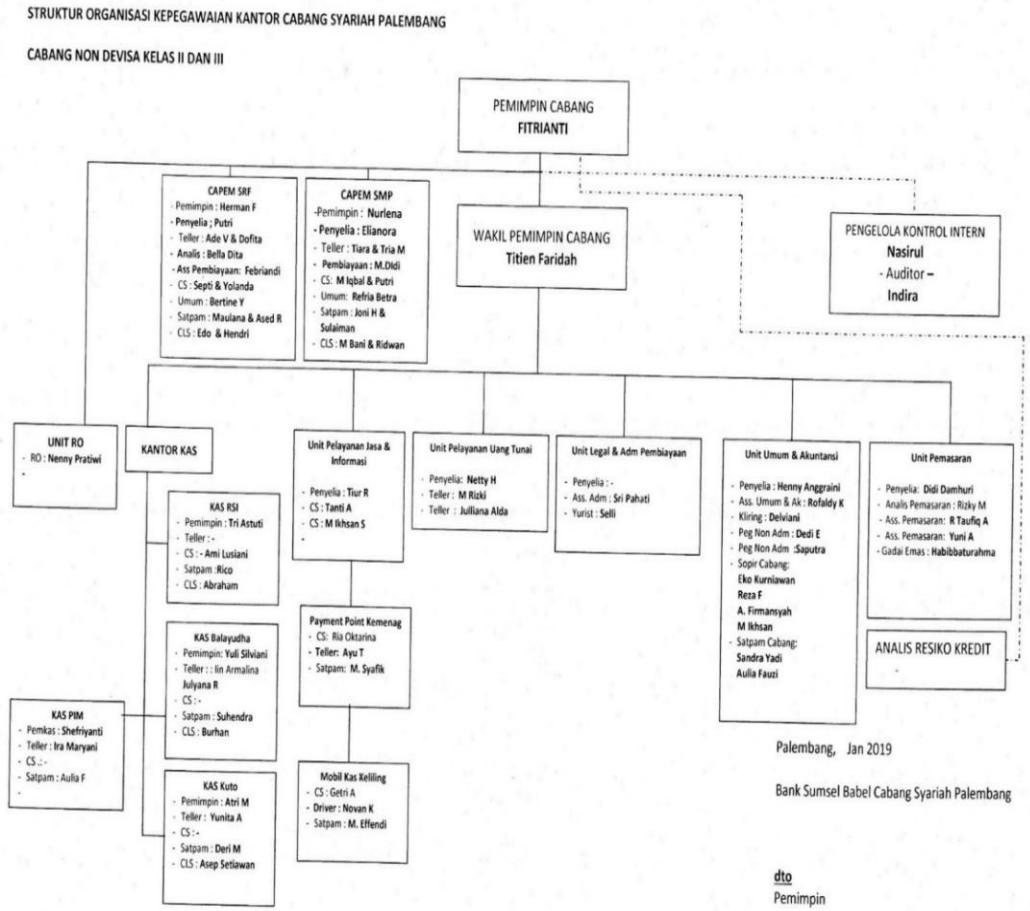 STRUKTUR ORGANISASI KEPEGAWAIAN KANTOR CABANG SYARIAH PALEMBANG
CABANG NON DEVISA KELAS II DAN III
PEMIMPIN CABANG
FITRIANTI
CAPEM SRF
- Pemimpin : Herman F
- Penyelia ; Putri
- Teller : Ade V & Dofita
- Analis : Bella Dita
- Ass Pembiayaan: Febriandi
- CS : Septi & Yolanda
- Umum : Bertine Y
- Satpam : Maulana & Ased R
- CLS : Edo & Hendri
CAPEM SMP
-Pemimpin : Nurlena
- Penyelia : Elianora
- Teller : Tiara & Tria M
- Pembiayaan : M.Didi
- CS: M Iqbal & Putri
- Umum: Refria Betra
- Satpam : Joni H &
Sulaiman
- CLS : M Bani & Ridwan
WAKIL PEMIMPIN CABANG
Titien Faridah
PENGELOLA KONTROL INTERN
Nasirul
- Auditor –
Indira
UNIT RO
- RO : Nenny Pratiwi
-
KANTOR KAS
Unit Pelayanan Jasa &
Informasi
- Penyelia : Tiur R
- CS : Tanti A
- CS : M Ikhsan S
-
Unit Pelayanan Uang Tunai
- Penyelia: Netty H
- Teller : M Rizki
- Teller : Julliana Alda
Unit Legal & Adm Pembiayaan
- Penyelia : -
- Ass. Adm : Sri Pahati
- Yurist : Selli
Unit Umum & Akuntansi
- Penyelia : Henny Anggraini
- Ass. Umum & Ak : Rofaldy K
- Kliring : Delviani
- Peg Non Adm : Dedi E
- Peg Non Adm :Saputra
- Sopir Cabang:
Eko Kurniawan
Reza F
A. Firmansyah
M Ikhsan
- Satpam Cabang:
Sandra Yadi
Aulia Fauzi
Unit Pemasaran
- Penyelia: Didi Damhuri
- Analis Pemasaran : Rizky M
- Ass. Pemasaran: R Taufiq A
- Ass. Pemasaran: Yuni A
- Gadai Emas : Habibbaturahma
KAS RSI
- Pemimpin : Tri Astuti
- Teller : -
- CS : - Ami Lusiani
- Satpam :Rico
- CLS : Abraham
Payment Point Kemenag
- CS: Ria Oktarina
- Teller: Ayu T
- Satpam: M. Syafik
KAS Balayudha
- Pemimpin: Yuli Silviani
- Teller : : Iin Armalina
Julyana R
- CS : -
- Satpam : Suhendra
- CLS : Burhan
ANALIS RESIKO KREDIT
KAS PIM
- Pemkas : Shefriyanti
- Teller : Ira Maryani
- CS .: -
- Satpam : Aulia F
-
Mobil Kas Keliling
- CS : Getri A
- Driver : Novan K
- Satpam : M. Effendi
KAS Kuto
- Pemimpin : Atri M
- Teller : Yunita A
- CS : -
- Satpam : Deri M
- CLS : Asep Setiawan
Palembang, Jan 2019
Bank Sumsel Babel Cabang Syariah Palembang
dto
Pemimpin